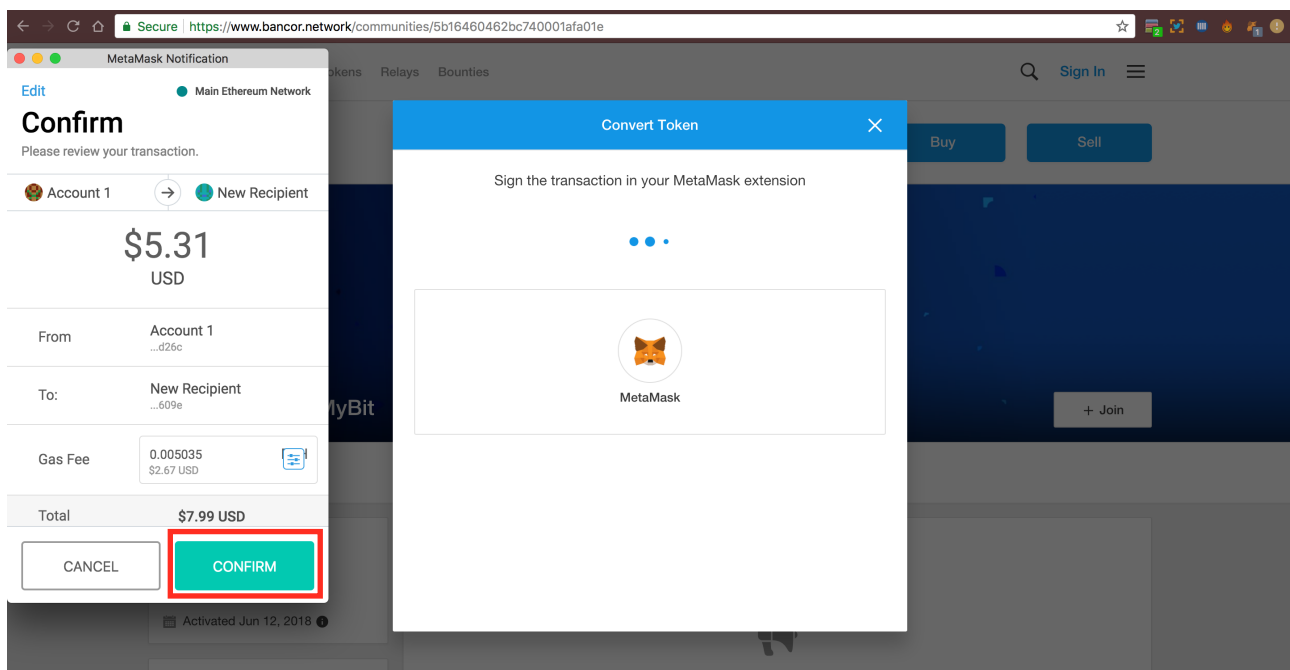 Secure https://www.bancor.network/communities/5b16460462bc740001afa01e
2
1
MetaMask Notification
Edit
Main Ethereum Network
Confirm
Please review your transaction.
Account 1
New Recipient
$5.31
USD
From
Account 1
...d26c
To:
New Recipient
...609e
Gas Fee
0.005035
$2.67 USD
Total
$7.99 USD
CANCEL
CONFIRM
okens Relays Bounties
Sign In
Convert Token
Sign the transaction in your MetaMask extension
MetaMask
Buy
Sell
MyBit
+ Join
Activated Jun 12, 2018